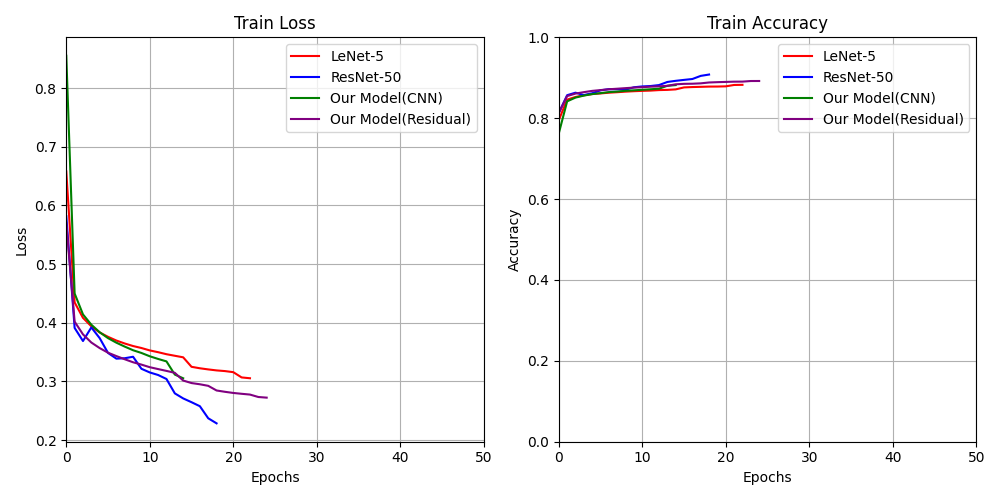 Train Loss
Loss
0.8
0.7
0.6
0.5
0.4
0.3
0.2
0 10 20 30 40 50
Epochs
LeNet-5
ResNet-50
Our Model(CNN)
Our Model(Residual)
Train Accuracy
Accuracy
1.0
0.8
0.6
0.4
0.2
0.0
0 10 20 30 40 50
Epochs
LeNet-5
ResNet-50
Our Model(CNN)
Our Model(Residual)